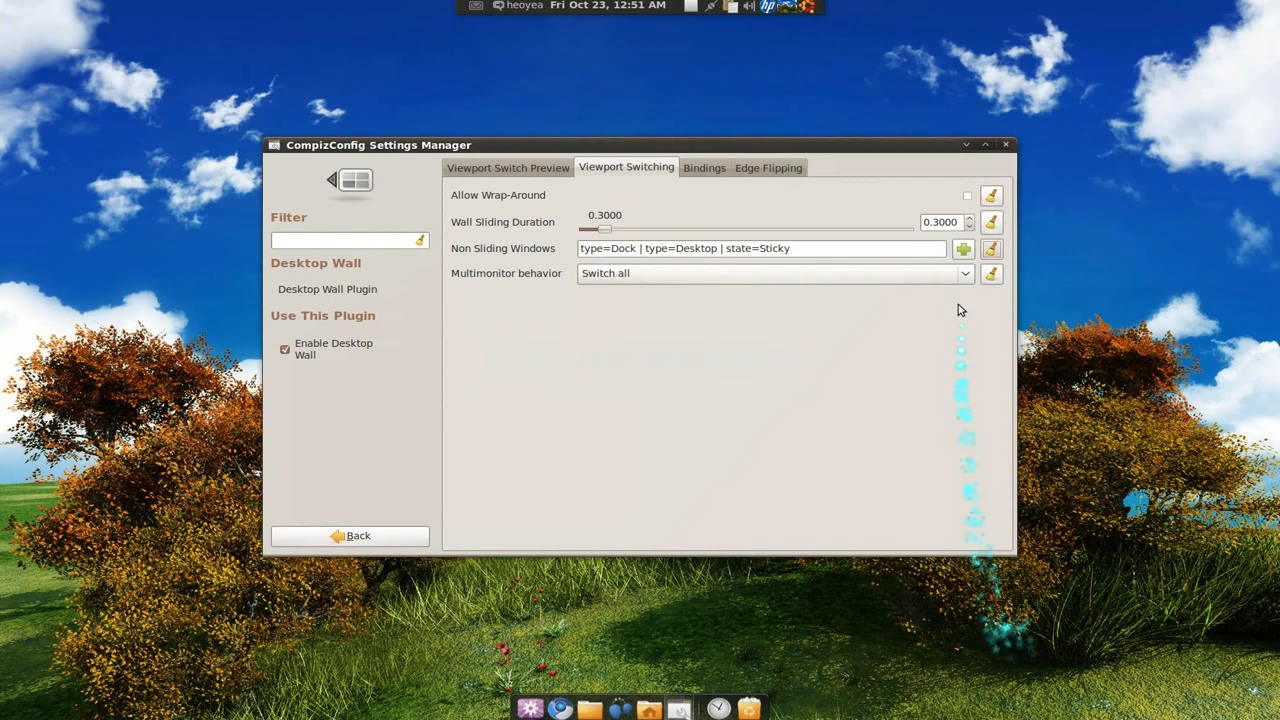 heoyea Fri Oct 23, 12:51 AM
hp
CompizConfig Settings Manager
Viewport Switch Preview Viewport Switching Bindings Edge Flipping
Filter
Desktop Wall
Desktop Wall Plugin
Use This Plugin
Enable Desktop
Wall
Back
Allow Wrap-Around
0.3000
Wall Sliding Duration 0.3000
Non Sliding Windows type=Dock | type=Desktop | state=Sticky
Multimonitor behavior Switch all